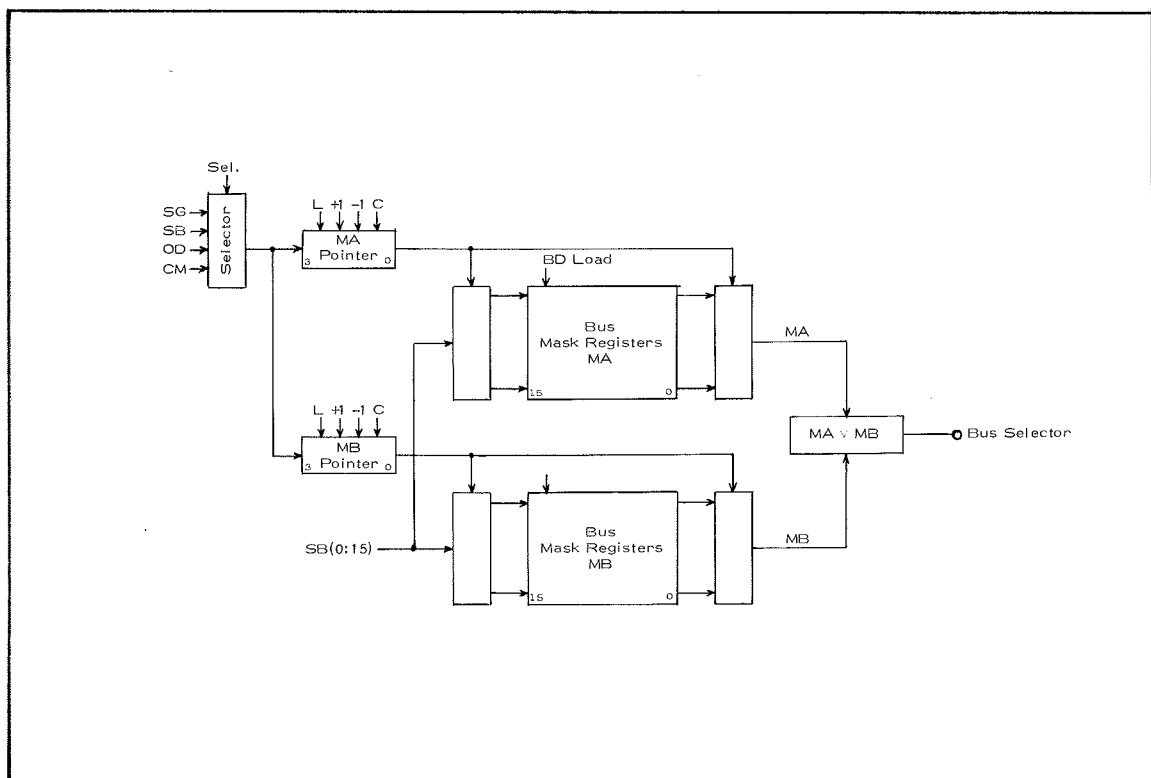 Sel.
SG
SB
OD
CM
Selector
L +1 -1 C
MA
3 Pointer 0
BD Load
Bus
Mask Registers
MA
15 0
MA
L +1 -1 C
MB
3 Pointer 0
MA v MB
Bus Selector
SB(0:15)
Bus
Mask Registers
MB
15 0
MB